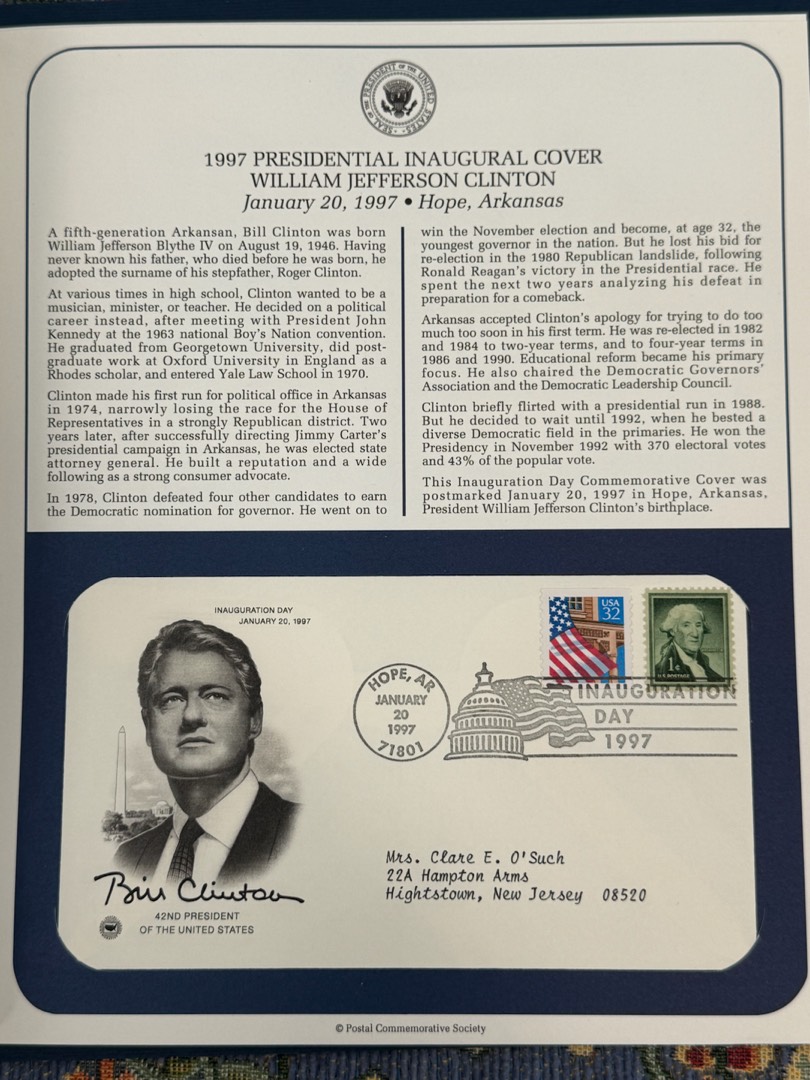 SEAL OF THE PRESIDENT OF THE UNITED STATES
1997 PRESIDENTIAL INAUGURAL COVER
WILLIAM JEFFERSON CLINTON
January 20, 1997 • Hope, Arkansas
A fifth-generation Arkansan, Bill Clinton was born
William Jefferson Blythe IV on August 19, 1946. Having
never known his father, who died before he was born, he
adopted the surname of his stepfather, Roger Clinton.
At various times in high school, Clinton wanted to be a
musician, minister, or teacher. He decided on a political
career instead, after meeting with President John
Kennedy at the 1963 national Boy's Nation convention.
He graduated from Georgetown University, did post-
graduate work at Oxford University in England as a
Rhodes scholar, and entered Yale Law School in 1970.
Clinton made his first run for political office in Arkansas
in 1974, narrowly losing the race for the House of
Representatives in a strongly Republican district. Two
years later, after successfully directing Jimmy Carter's
presidential campaign in Arkansas, he was elected state
attorney general. He built a reputation and a wide
following as a strong consumer advocate.
In 1978, Clinton defeated four other candidates to earn
the Democratic nomination for governor. He went on to
win the November election and become, at age 32, the
youngest governor in the nation. But he lost his bid for
re-election in the 1980 Republican landslide, following
Ronald Reagan's victory in the Presidential race. He
spent the next two years analyzing his defeat in
preparation for a comeback.
Arkansas accepted Clinton's apology for trying to do too
much too soon in his first term. He was re-elected in 1982
and 1984 to two-year terms, and to four-year terms in
1986 and 1990. Educational reform became his primary
focus. He also chaired the Democratic Governors'
Association and the Democratic Leadership Council.
Clinton briefly flirted with a presidential run in 1988.
But he decided to wait until 1992, when he bested a
diverse Democratic field in the primaries. He won the
Presidency in November 1992 with 370 electoral votes
and 43% of the popular vote.
This Inauguration Day Commemorative Cover was
postmarked January 20, 1997 in Hope, Arkansas,
President William Jefferson Clinton's birthplace.
INAUGURATION DAY
JANUARY 20, 1997
USA
32
1¢
U.S. POSTAGE
HOPE, AR
JANUARY
20
1997
71801
INAUGURATION
DAY
1997
Mrs. Clare E. O'Such
22A Hampton Arms
Hightstown, New Jersey 08520
Bill Clinton
42ND PRESIDENT
OF THE UNITED STATES
© Postal Commemorative Society